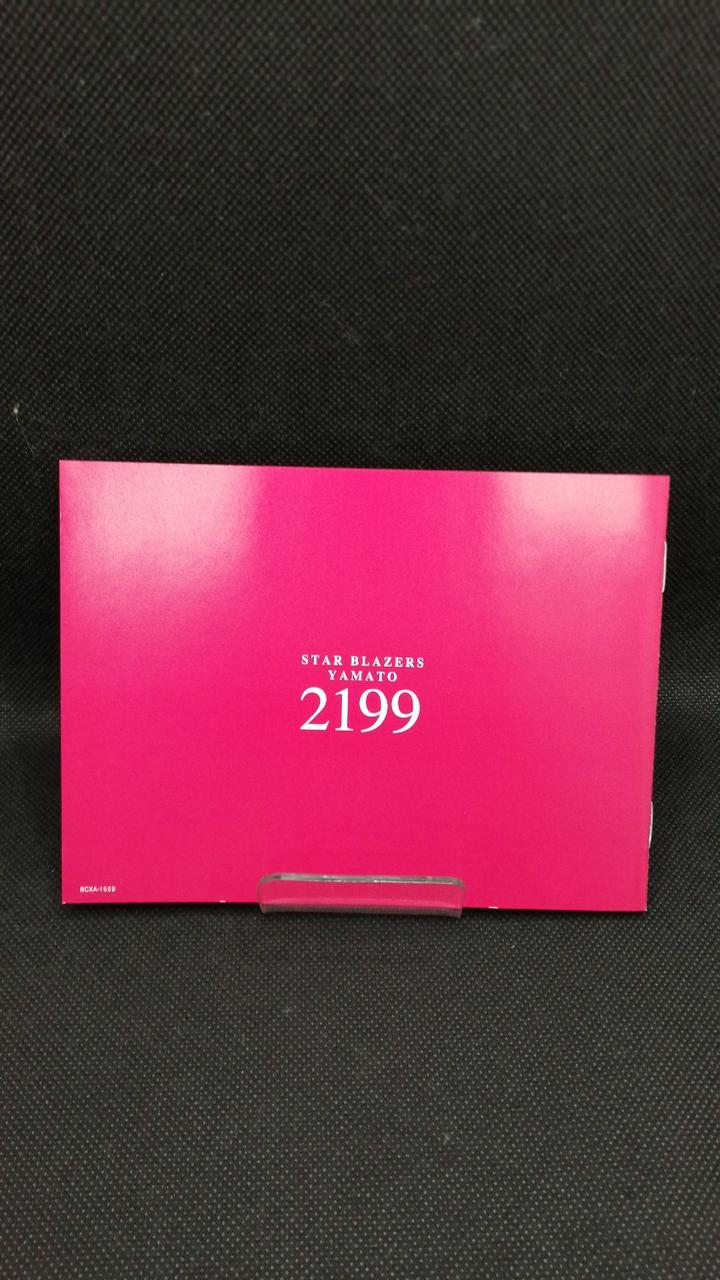 STAR BLAZERS
YAMATO
2199
BCXA-1559